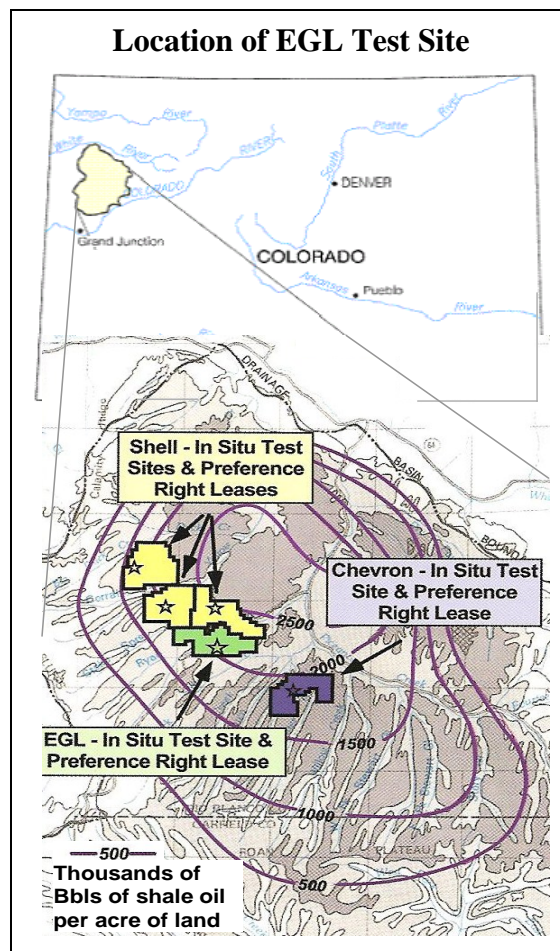 Location of EGL Test Site
Yampa River
White River
COLORADO RIVER
South Platte River
DENVER
Grand Junction
COLORADO
Arkansas River
Pueblo
DRAINAGE
BASIN
Shell - In Situ Test
Sites & Preference
Right Leases
Chevron - In Situ Test
Site & Preference
Right Lease
2500
2000
EGL - In Situ Test Site &
Preference Right Lease
1500
1000
500
ROAN PLATEAU
500
Thousands of
Bbls of shale oil
per acre of land